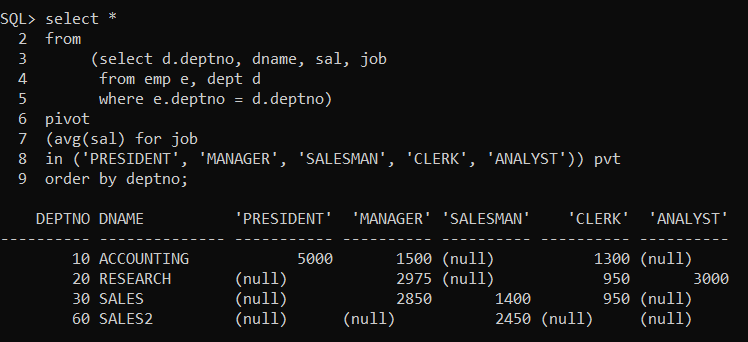 SQL> select *
  2  from
  3       (select d.deptno, dname, sal, job
  4        from emp e, dept d
  5        where e.deptno = d.deptno)
  6  pivot
  7  (avg(sal) for job
  8  in ('PRESIDENT', 'MANAGER', 'SALESMAN', 'CLERK', 'ANALYST')) pvt
  9  order by deptno;

    DEPTNO DNAME          'PRESIDENT'  'MANAGER' 'SALESMAN'    'CLERK'  'ANALYST'
---------- -------------- ----------- ---------- ---------- ---------- ----------
        10 ACCOUNTING            5000       1500 (null)           1300 (null)
        20 RESEARCH       (null)            2975 (null)            950       3000
        30 SALES          (null)            2850       1400        950 (null)
        60 SALES2         (null)      (null)           2450 (null)     (null)